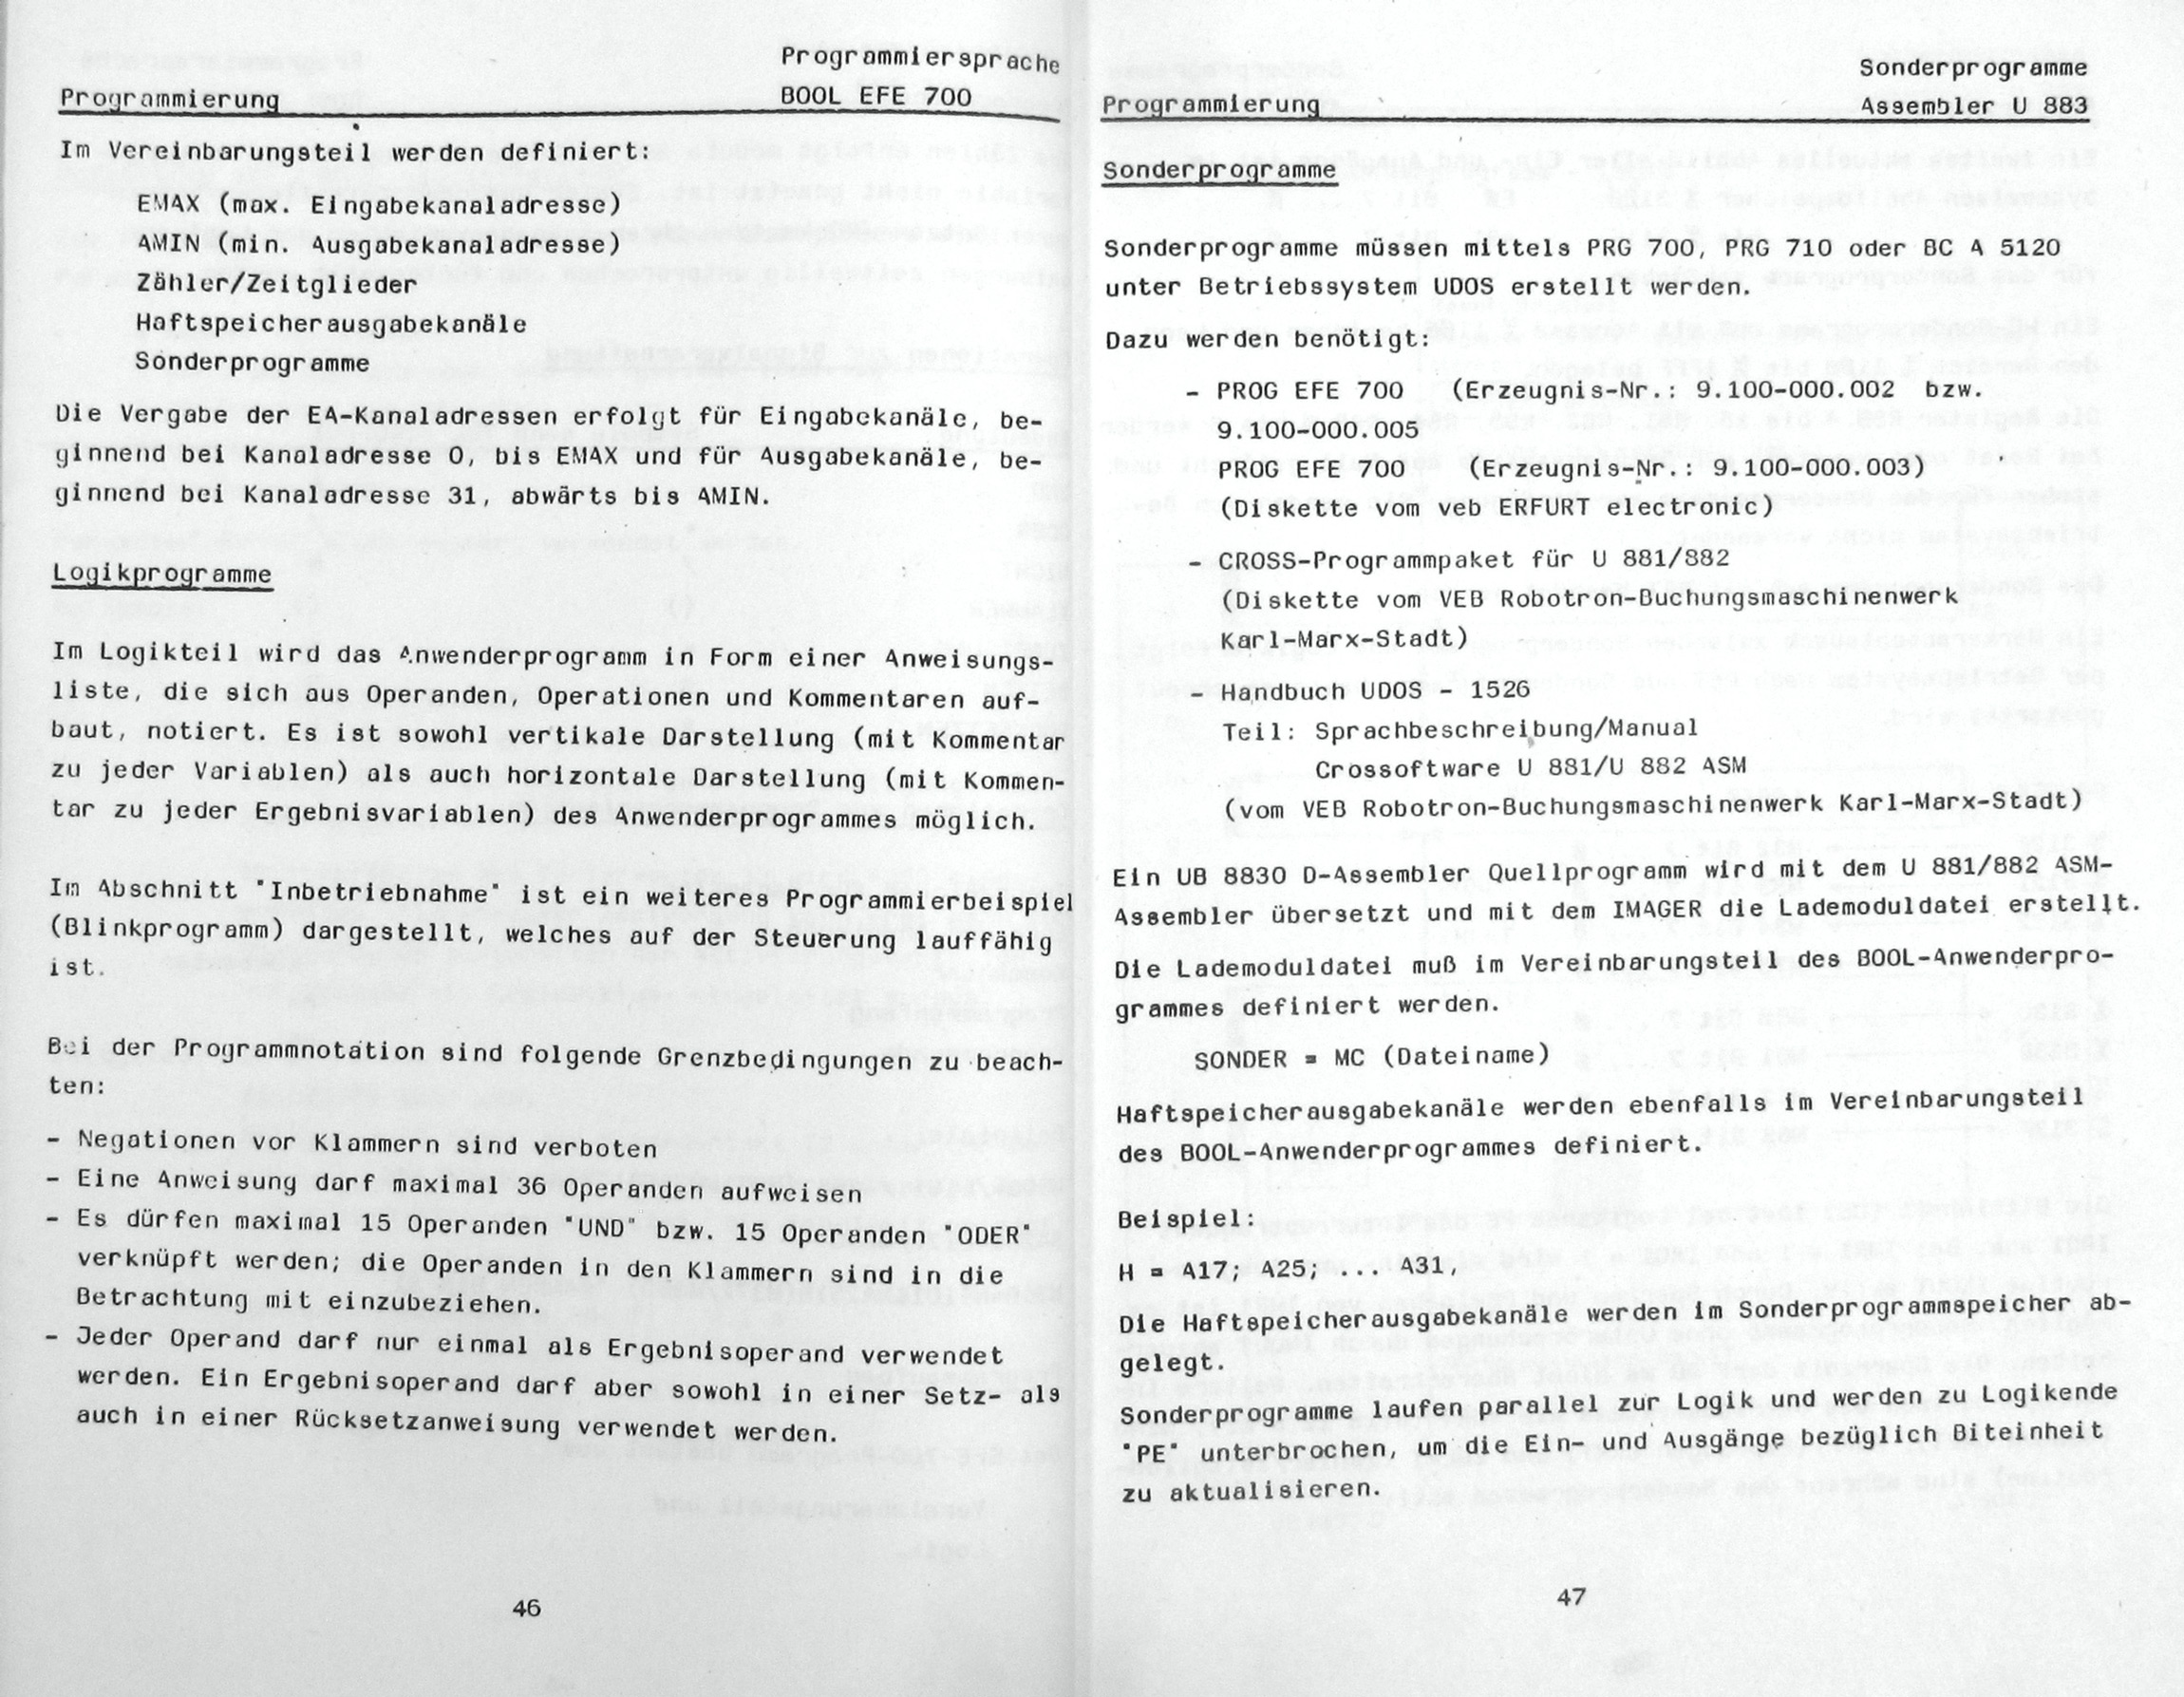 Programmiersprache
Programmierung BOOL EFE 700
Im Vereinbarungsteil werden definiert:
EMAX (max. Eingabekanaladresse)
AMIN (min. Ausgabekanaladresse)
Zähler/Zeitglieder
Haftspeicherausgabekanäle
Sonderprogramme
Die Vergabe der EA-Kanaladressen erfolgt für Eingabekanäle, be-
ginnend bei Kanaladresse 0, bis EMAX und für Ausgabekanäle, be-
ginnend bei Kanaladresse 31, abwärts bis AMIN.
Logikprogramme
Im Logikteil wird das Anwenderprogramm in Form einer Anweisungs-
liste, die sich aus Operanden, Operationen und Kommentaren auf-
baut, notiert. Es ist sowohl vertikale Darstellung (mit Kommentar
zu jeder Variablen) als auch horizontale Darstellung (mit Kommen-
tar zu jeder Ergebnisvariablen) des Anwenderprogrammes möglich.
Im Abschnitt "Inbetriebnahme" ist ein weiteres Programmierbeispiel
(Blinkprogramm) dargestellt, welches auf der Steuerung lauffähig
ist.
Bei der Programmnotation sind folgende Grenzbedingungen zu beach-
ten:
- Negationen vor Klammern sind verboten
- Eine Anweisung darf maximal 36 Operanden aufweisen
- Es dürfen maximal 15 Operanden "UND" bzw. 15 Operanden "ODER"
verknüpft werden; die Operanden in den Klammern sind in die
Betrachtung mit einzubeziehen.
- Jeder Operand darf nur einmal als Ergebnisoperand verwendet
werden. Ein Ergebnisoperand darf aber sowohl in einer Setz- als
auch in einer Rücksetzanweisung verwendet werden.
46
Sonderprogramme
Programmierung Assembler U 883
Sonderprogramme
Sonderprogramme müssen mittels PRG 700, PRG 710 oder BC A 5120
unter Betriebssystem UDOS erstellt werden.
Dazu werden benötigt:
- PROG EFE 700 (Erzeugnis-Nr.: 9.100-000.002 bzw.
9.100-000.005
PROG EFE 700 (Erzeugnis-Nr.: 9.100-000.003)
(Diskette vom veb ERFURT electronic)
- CROSS-Programmpaket für U 881/882
(Diskette vom VEB Robotron-Buchungsmaschinenwerk
Karl-Marx-Stadt)
- Handbuch UDOS - 1526
Teil: Sprachbeschreibung/Manual
Crossoftware U 881/U 882 ASM
(vom VEB Robotron-Buchungsmaschinenwerk Karl-Marx-Stadt)
Ein UB 8830 D-Assembler Quellprogramm wird mit dem U 881/882 ASM-
Assembler übersetzt und mit dem IMAGER die Lademoduldatei erstellt.
Die Lademoduldatei muß im Vereinbarungsteil des BOOL-Anwenderpro-
grammes definiert werden.
SONDER = MC (Dateiname)
Haftspeicherausgabekanäle werden ebenfalls im Vereinbarungsteil
des BOOL-Anwenderprogrammes definiert.
Beispiel:
H = A17; A25; ... A31,
Die Haftspeicherausgabekanäle werden im Sonderprogrammspeicher ab-
gelegt.
Sonderprogramme laufen parallel zur Logik und werden zu Logikende
"PE" unterbrochen, um die Ein- und Ausgänge bezüglich Biteinheit
zu aktualisieren.
47